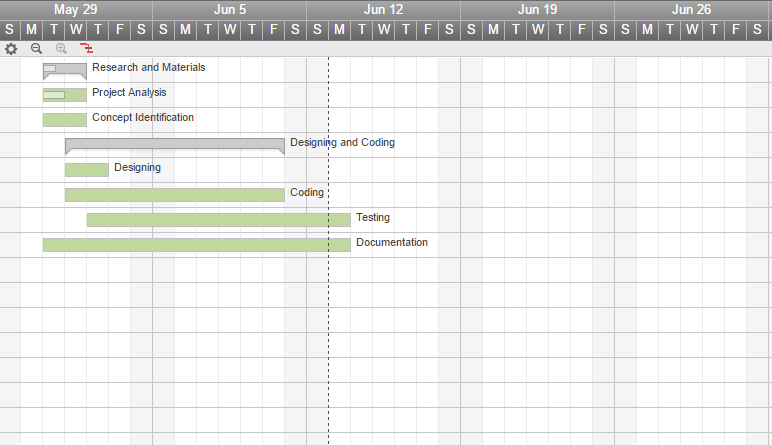 May 29 Jun 5 Jun 12 Jun 19 Jun 26
S M T W T F S S M T W T F S S M T W T F S S M T W T F S S M T W T F S
Research and Materials
Project Analysis
Concept Identification
Designing and Coding
Designing
Coding
Testing
Documentation